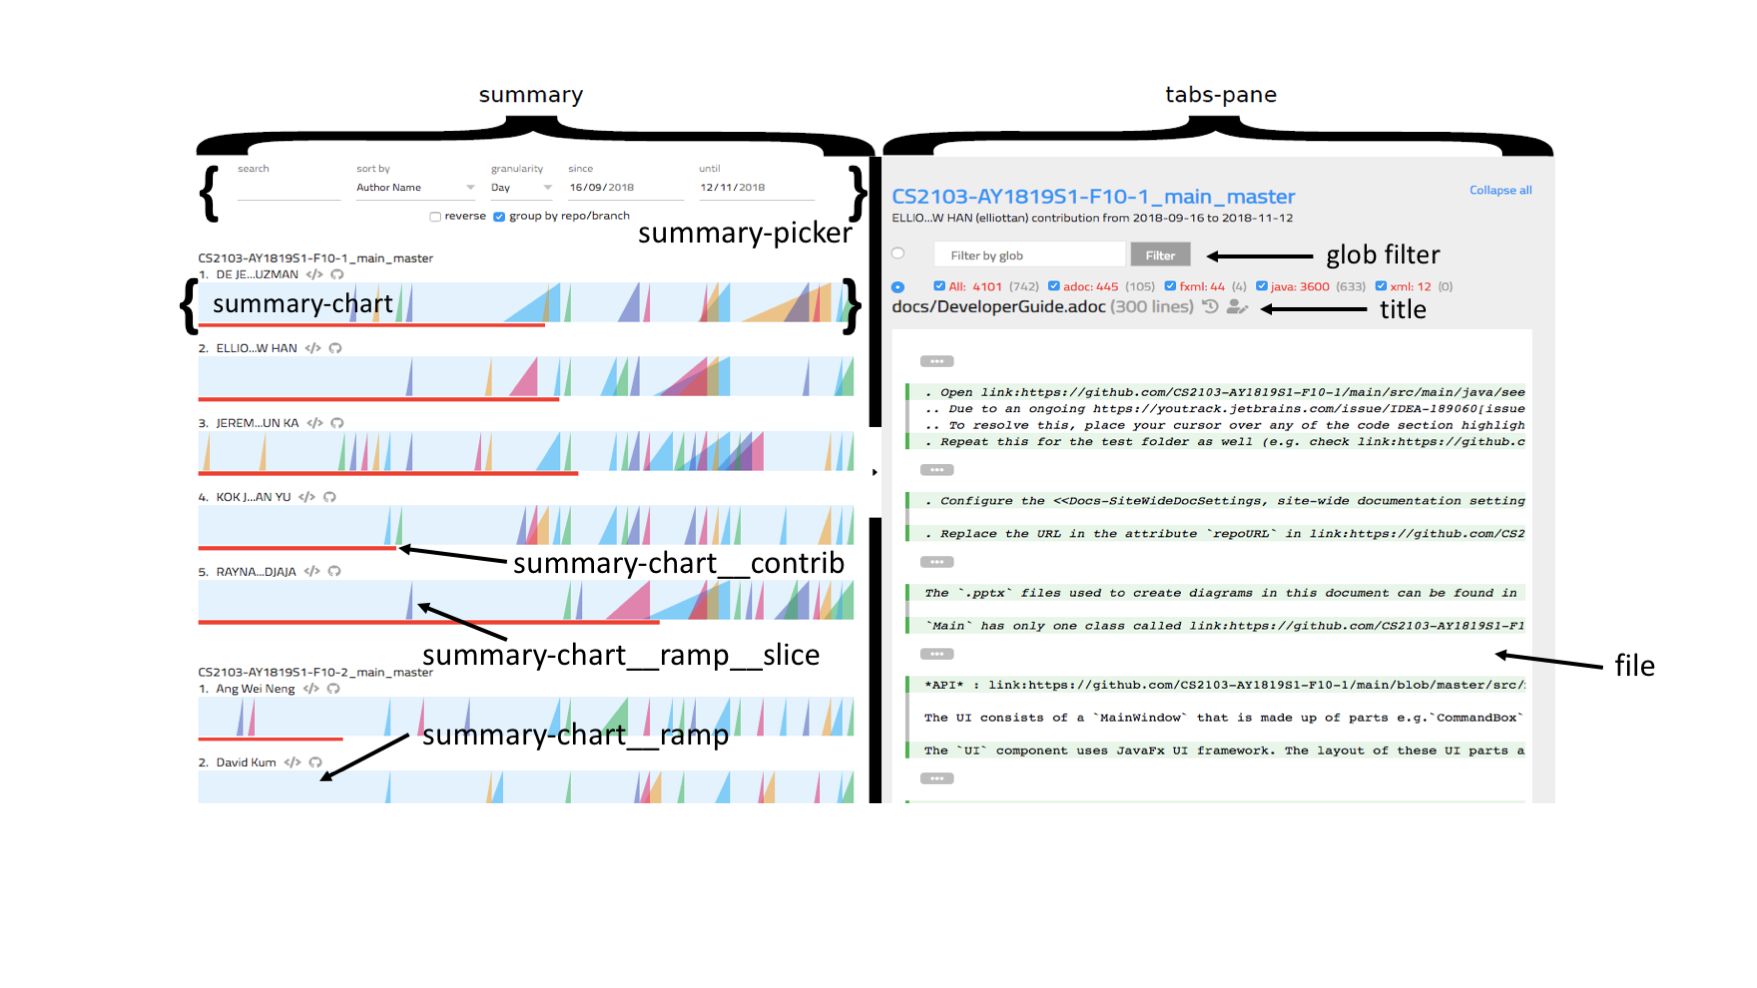 summary
tabs-pane
search
sort by
granularity
since
until
Author Name
Day
16/09/2018
12/11/2018
reverse
group by repo/branch
summary-picker
CS2103-AY1819S1-F10-1_main_master
1. DE JE...UZMAN </>
summary-chart
2. ELLIO...W HAN </>
3. JEREM...UN KA </>
4. KOK J...AN YU </>
summary-chart__contrib
5. RAYNA...DJAJA </>
summary-chart__ramp__slice
CS2103-AY1819S1-F10-2_main_master
1. Ang Wei Neng </>
summary-chart__ramp
2. David Kum </>
CS2103-AY1819S1-F10-1_main_master
Collapse all
ELLIO...W HAN (elliottan) contribution from 2018-09-16 to 2018-11-12
Filter by glob
Filter
glob filter
All: 4101 (742) adoc: 445 (105) fxml: 44 (4) java: 3600 (633) xml: 12 (0)
docs/DeveloperGuide.adoc (300 lines)
title
. Open link:https://github.com/CS2103-AY1819S1-F10-1/main/src/main/java/see
.. Due to an ongoing https://youtrack.jetbrains.com/issue/IDEA-189060[issue
.. To resolve this, place your cursor over any of the code section highligh
. Repeat this for the test folder as well (e.g. check link:https://github.c
. Configure the <<Docs-SiteWideDocSettings, site-wide documentation setting
. Replace the URL in the attribute `repoURL` in link:https://github.com/CS2
The `.pptx` files used to create diagrams in this document can be found in
`Main` has only one class called link:https://github.com/CS2103-AY1819S1-F1
file
*API* : link:https://github.com/CS2103-AY1819S1-F10-1/main/blob/master/src/
The UI consists of a `MainWindow` that is made up of parts e.g.`CommandBox`
The `UI` component uses JavaFx UI framework. The layout of these UI parts a